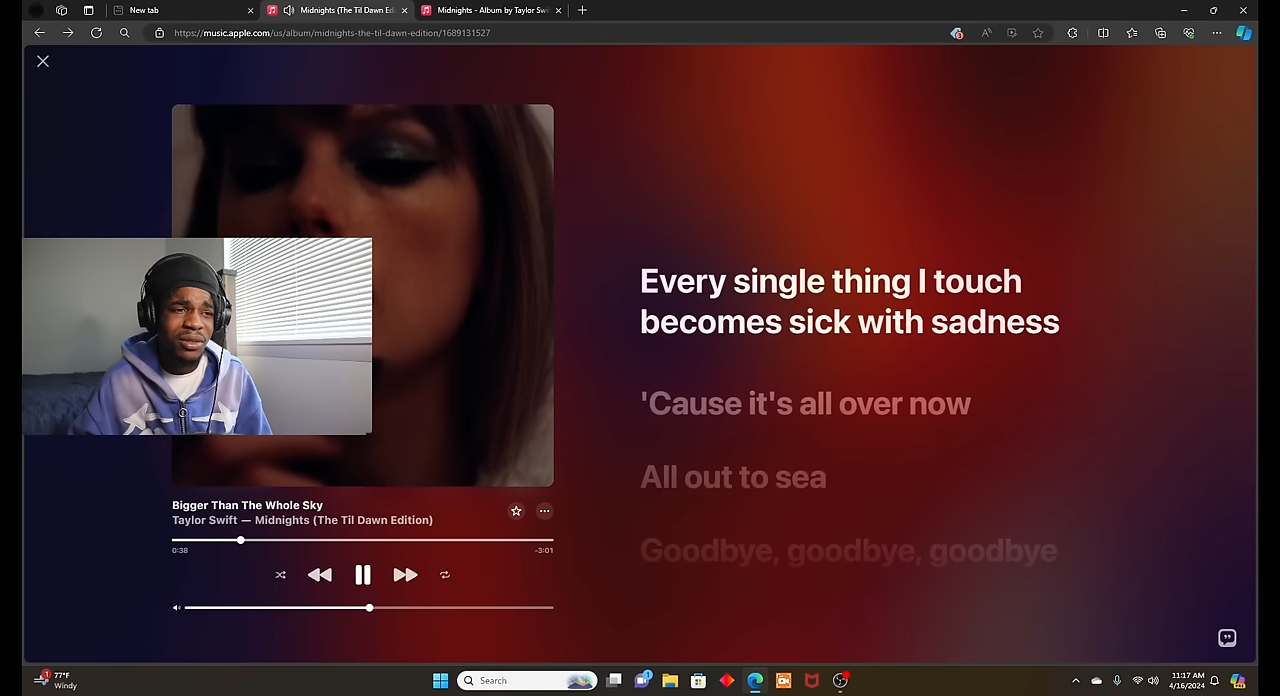 New tab
Midnights (The Til Dawn Ed
Midnights - Album by Taylor Sw
https://music.apple.com/us/album/midnights-the-til-dawn-edition/1689131527
Every single thing I touch
becomes sick with sadness
'Cause it's all over now
All out to sea
Goodbye, goodbye, goodbye
Bigger Than The Whole Sky
Taylor Swift — Midnights (The Til Dawn Edition)
0:38
-3:01
77°F
Windy
Search
11:17 AM
4/16/2024